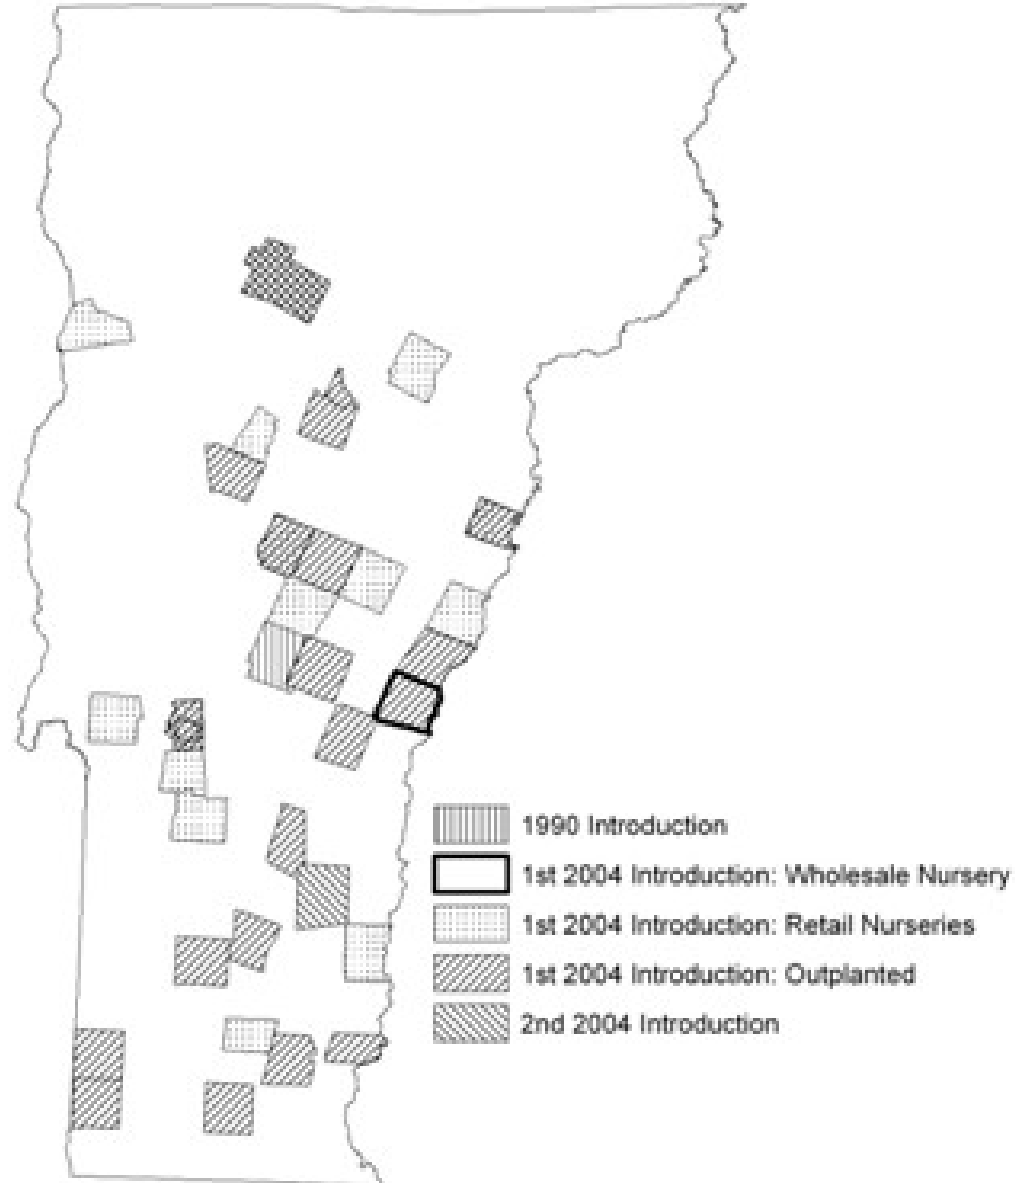 1990 Introduction
1st 2004 Introduction: Wholesale Nursery
1st 2004 Introduction: Retail Nurseries
1st 2004 Introduction: Outplanted
2nd 2004 Introduction